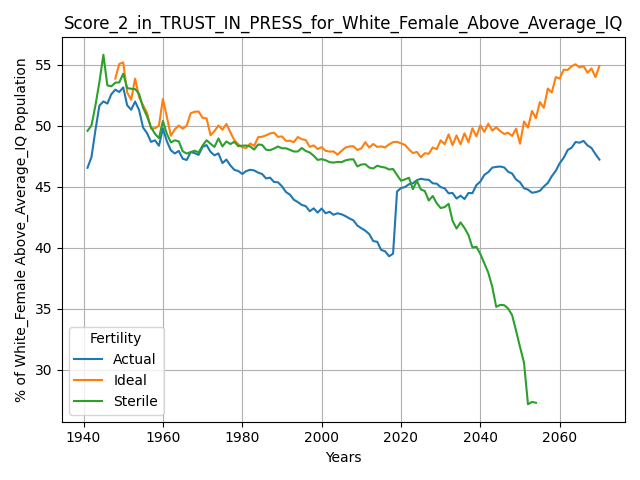 Score_2_in_TRUST_IN_PRESS_for_White_Female_Above_Average_IQ
% of White_Female Above_Average_IQ Population
55
50
45
40
35
30
Fertility
Actual
Ideal
Sterile
1940 1960 1980 2000 2020 2040 2060
Years